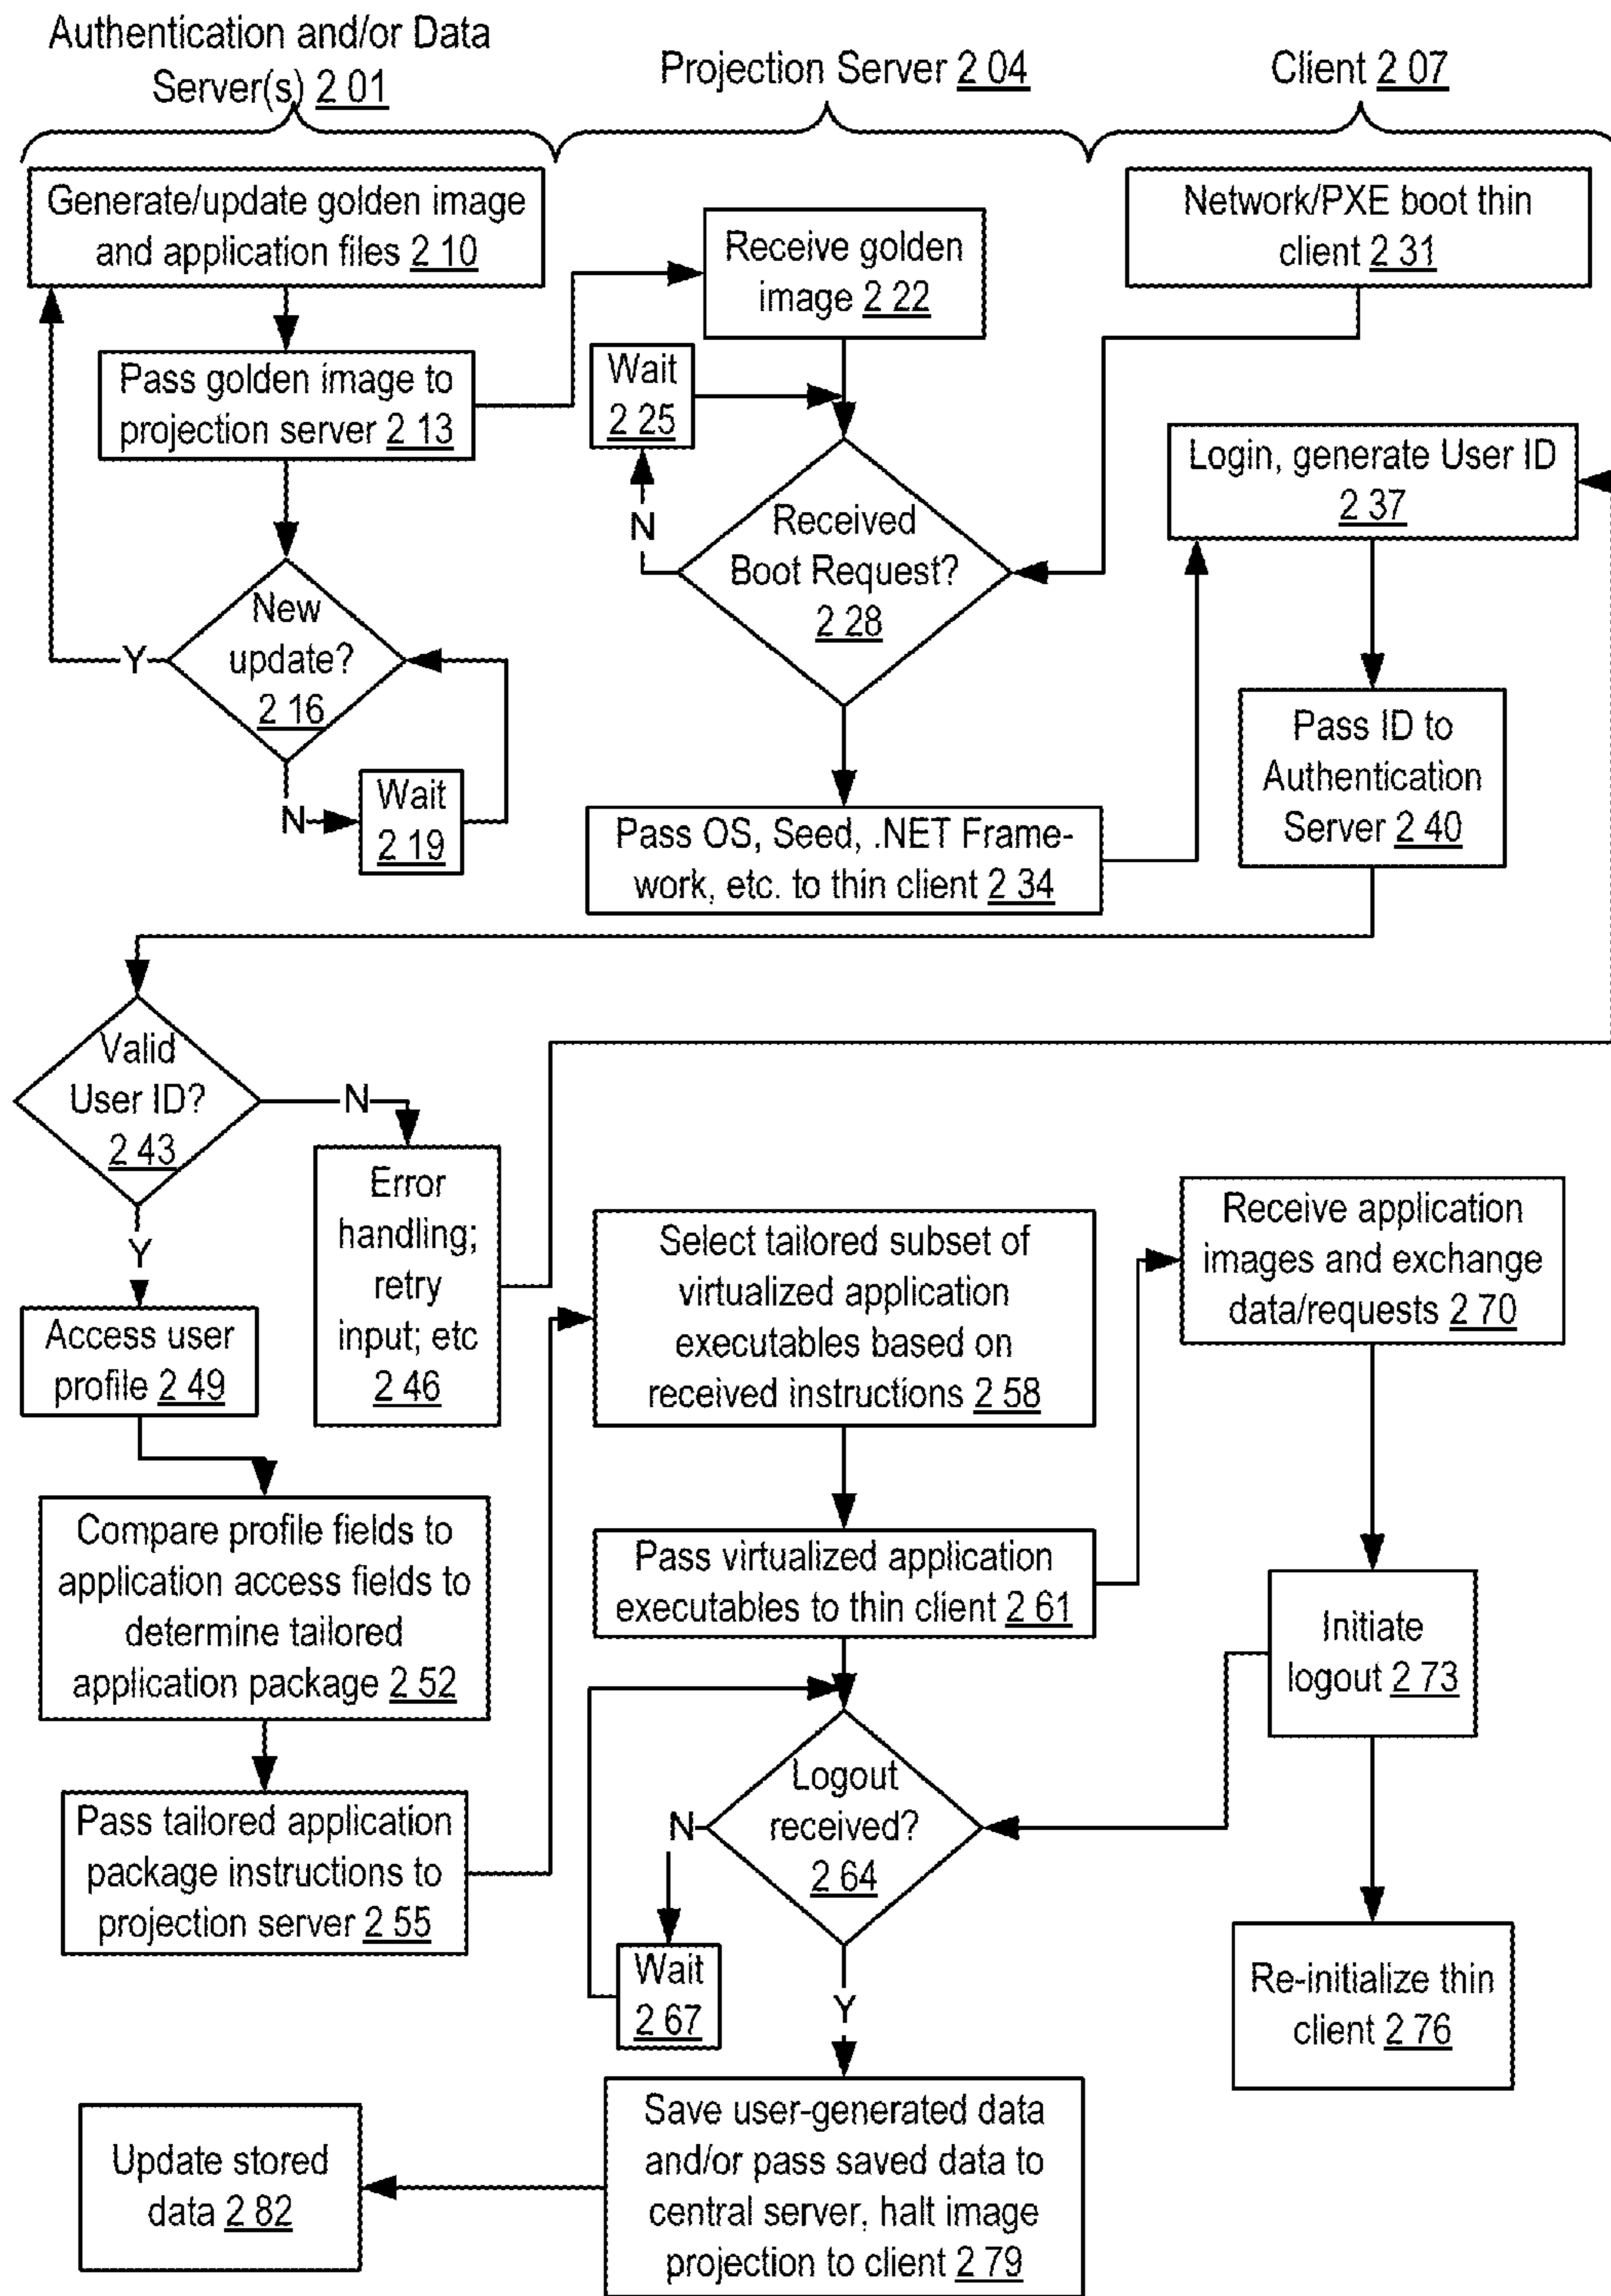 Authentication and/or Data
Server(s) 2 01
Projection Server 2 04
Client 2 07
Generate/update golden image
and application files 2 10
Receive golden
image 2 22
Network/PXE boot thin
client 2 31
Pass golden image to
projection server 2 13
Wait
2 25
Login, generate User ID
2 37
N
Received
Boot Request?
2 28
New
update?
2 16
Y
N
Wait
2 19
Pass ID to
Authentication
Server 2 40
Pass OS, Seed, .NET Frame-
work, etc. to thin client 2 34
Valid
User ID?
2 43
N
Y
Error
handling;
retry
input; etc
2 46
Access user
profile 2 49
Select tailored subset of
virtualized application
executables based on
received instructions 2 58
Receive application
images and exchange
data/requests 2 70
Compare profile fields to
application access fields to
determine tailored
application package 2 52
Pass virtualized application
executables to thin client 2 61
Initiate
logout 2 73
Pass tailored application
package instructions to
projection server 2 55
Logout
received?
2 64
N
Wait
2 67
Y
Re-initialize thin
client 2 76
Save user-generated data
and/or pass saved data to
central server, halt image
projection to client 2 79
Update stored
data 2 82